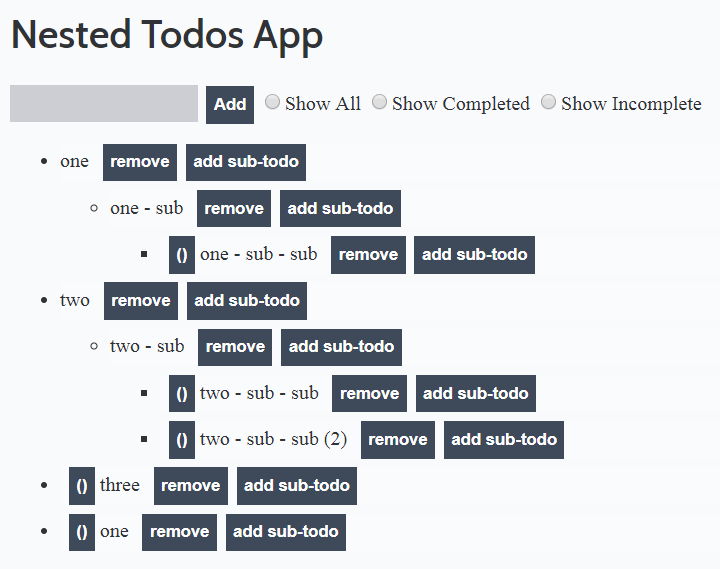 Nested Todos App
Add Show All Show Completed Show Incomplete
one remove add sub-todo
one - sub remove add sub-todo
() one - sub - sub remove add sub-todo
two remove add sub-todo
two - sub remove add sub-todo
() two - sub - sub remove add sub-todo
() two - sub - sub (2) remove add sub-todo
() three remove add sub-todo
() one remove add sub-todo